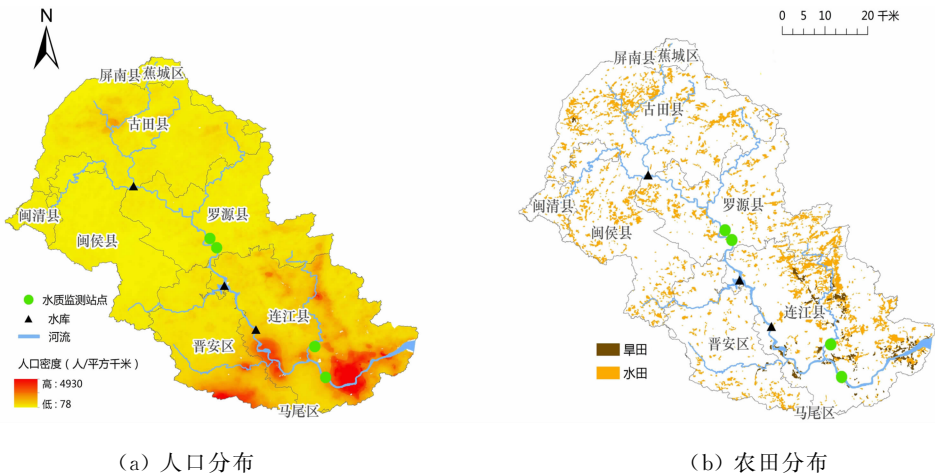 N
屏南县
蕉城区
古田县
闽清县
闽侯县
罗源县
连江县
晋安区
马尾区
水质监测站点
水库
河流
人口密度（人/平方千米）
高：4930
低：78
（a）人口分布
0 5 10 20 千米
屏南县
蕉城区
古田县
闽清县
闽侯县
罗源县
连江县
晋安区
马尾区
旱田
水田
（b）农田分布